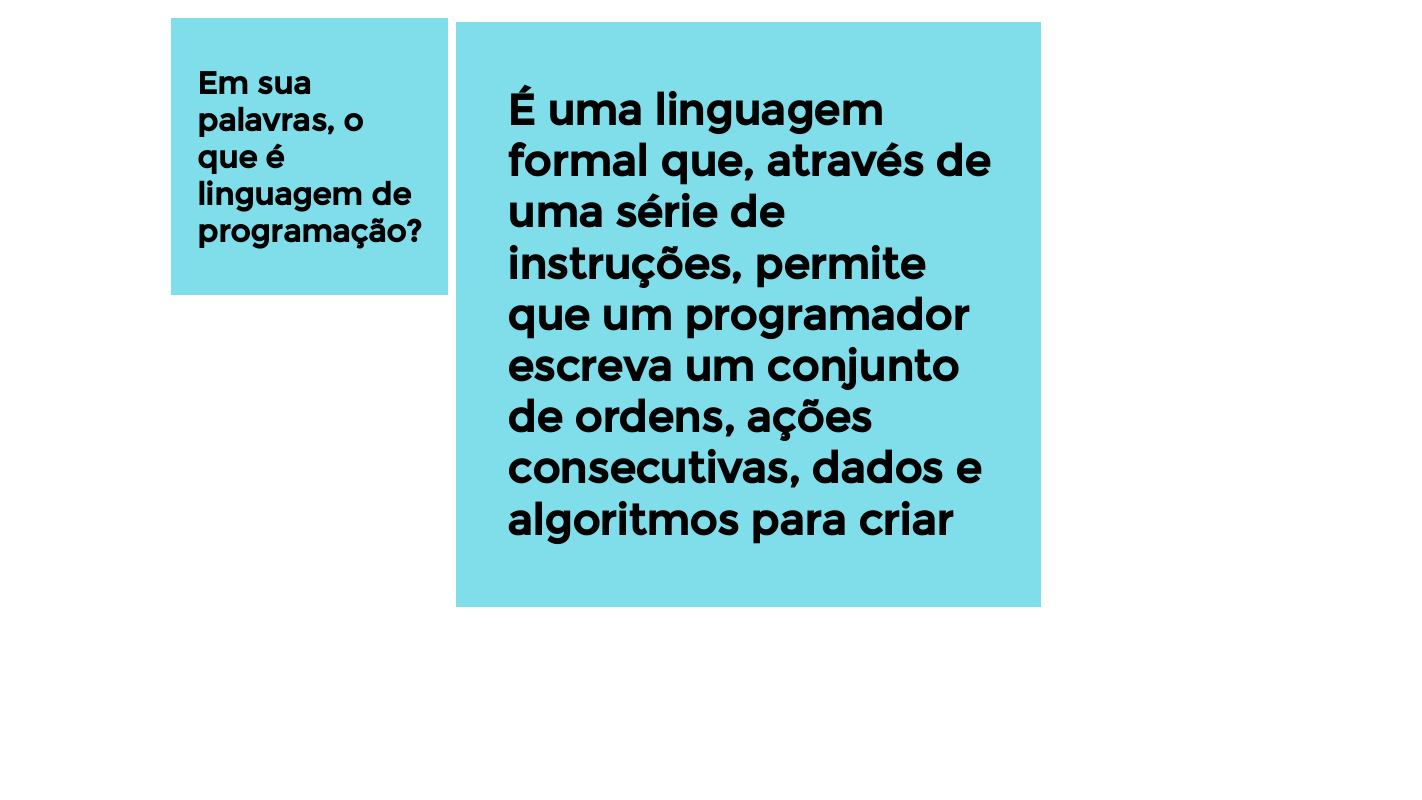 Em sua
palavras, o
que é
linguagem de
programação?
É uma linguagem
formal que, através de
uma série de
instruções, permite
que um programador
escreva um conjunto
de ordens, ações
consecutivas, dados e
algoritmos para criar